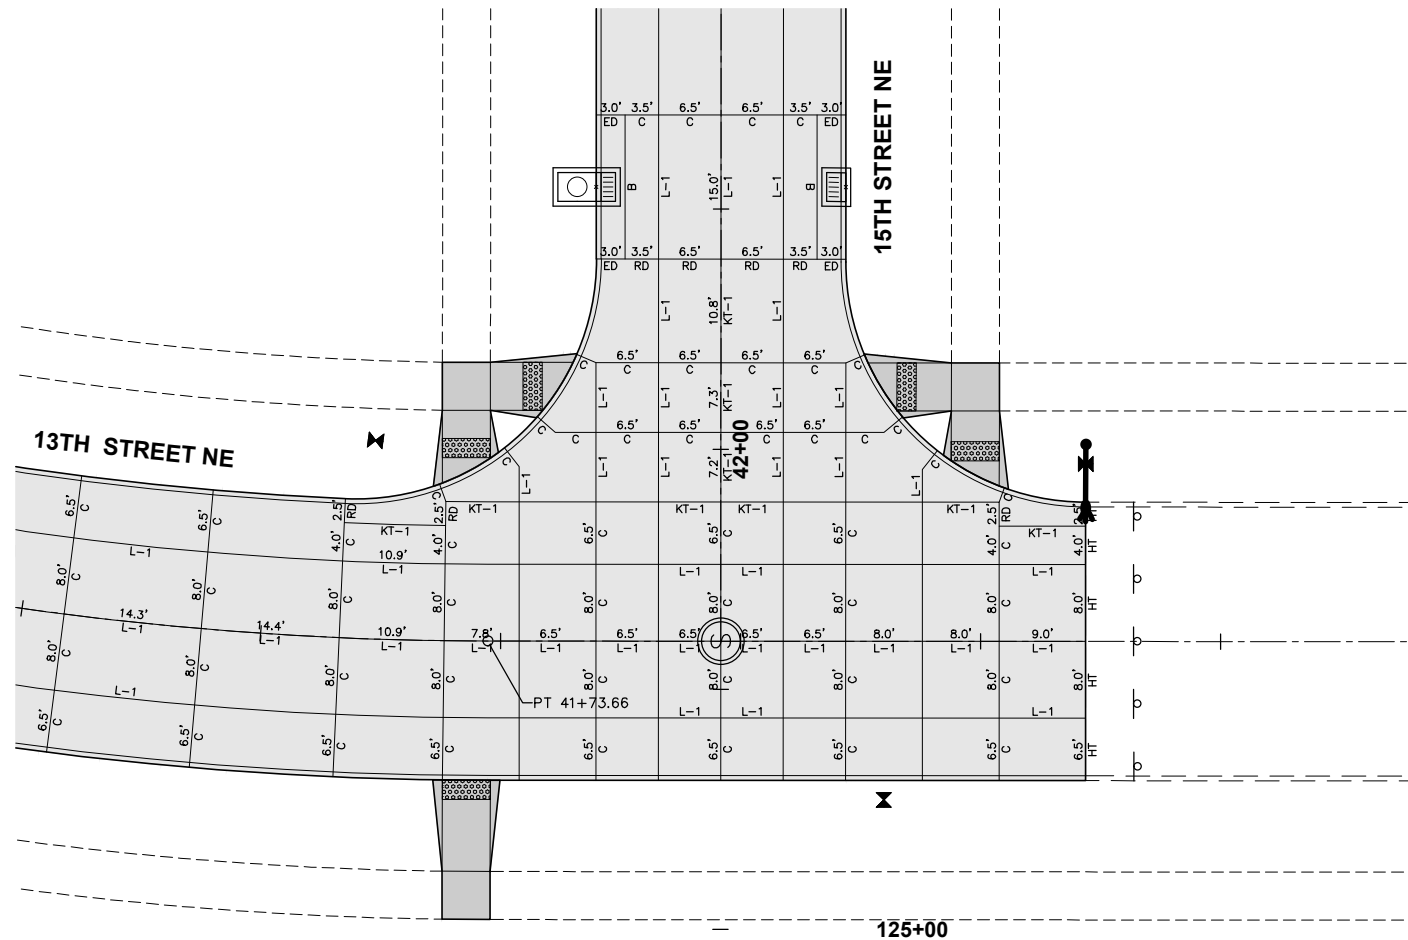 15TH STREET NE
3.0' 3.5' 6.5' 6.5' 3.5' 3.0'
ED C C C C ED
B L-1 15.0' L-1 L-1 B
3.0' 3.5' 6.5' 6.5' 3.5' 3.0'
ED RD RD RD RD ED
L-1 10.8' KT-1 L-1
6.5' 6.5' 6.5' 6.5'
C C C C C C
L-1 L-1 7.3' KT-1 L-1 L-1
6.5' 6.5' 6.5' 6.5'
C C C C C C C
42+00
13TH STREET NE
C L-1 L-1 L-1 7.2' KT-1 L-1 L-1 L-1 C
C C
6.5' C 6.5' C 2.5' RD 2.5' RD KT-1 KT-1 KT-1 KT-1 2.5' RD 2.5' HT
KT-1 KT-1
4.0' C 4.0' C 6.5' C 6.5' C 6.5' C 4.0' C 4.0' HT
L-1 10.9'
L-1 L-1 L-1 L-1
8.0' C 8.0' C 8.0' C 8.0' C 8.0' C 8.0' C 8.0' C 8.0' C 8.0' HT
14.3' 14.4' 10.9' 7.8' 6.5' 6.5' 6.5' 6.5' 6.5' 8.0' 8.0' 9.0'
L-1 L-1 L-1 L-1 L-1 L-1 L-1 L-1 L-1 L-1 L-1 L-1
S
8.0' C 8.0' C 8.0' C 8.0' C 8.0' C 8.0' C 8.0' C 8.0' C 8.0' HT
L-1
PT 41+73.66
L-1 L-1 L-1
6.5' C 6.5' C 6.5' C 6.5' C 6.5' C 6.5' C 6.5' C 6.5' C 6.5' HT
125+00